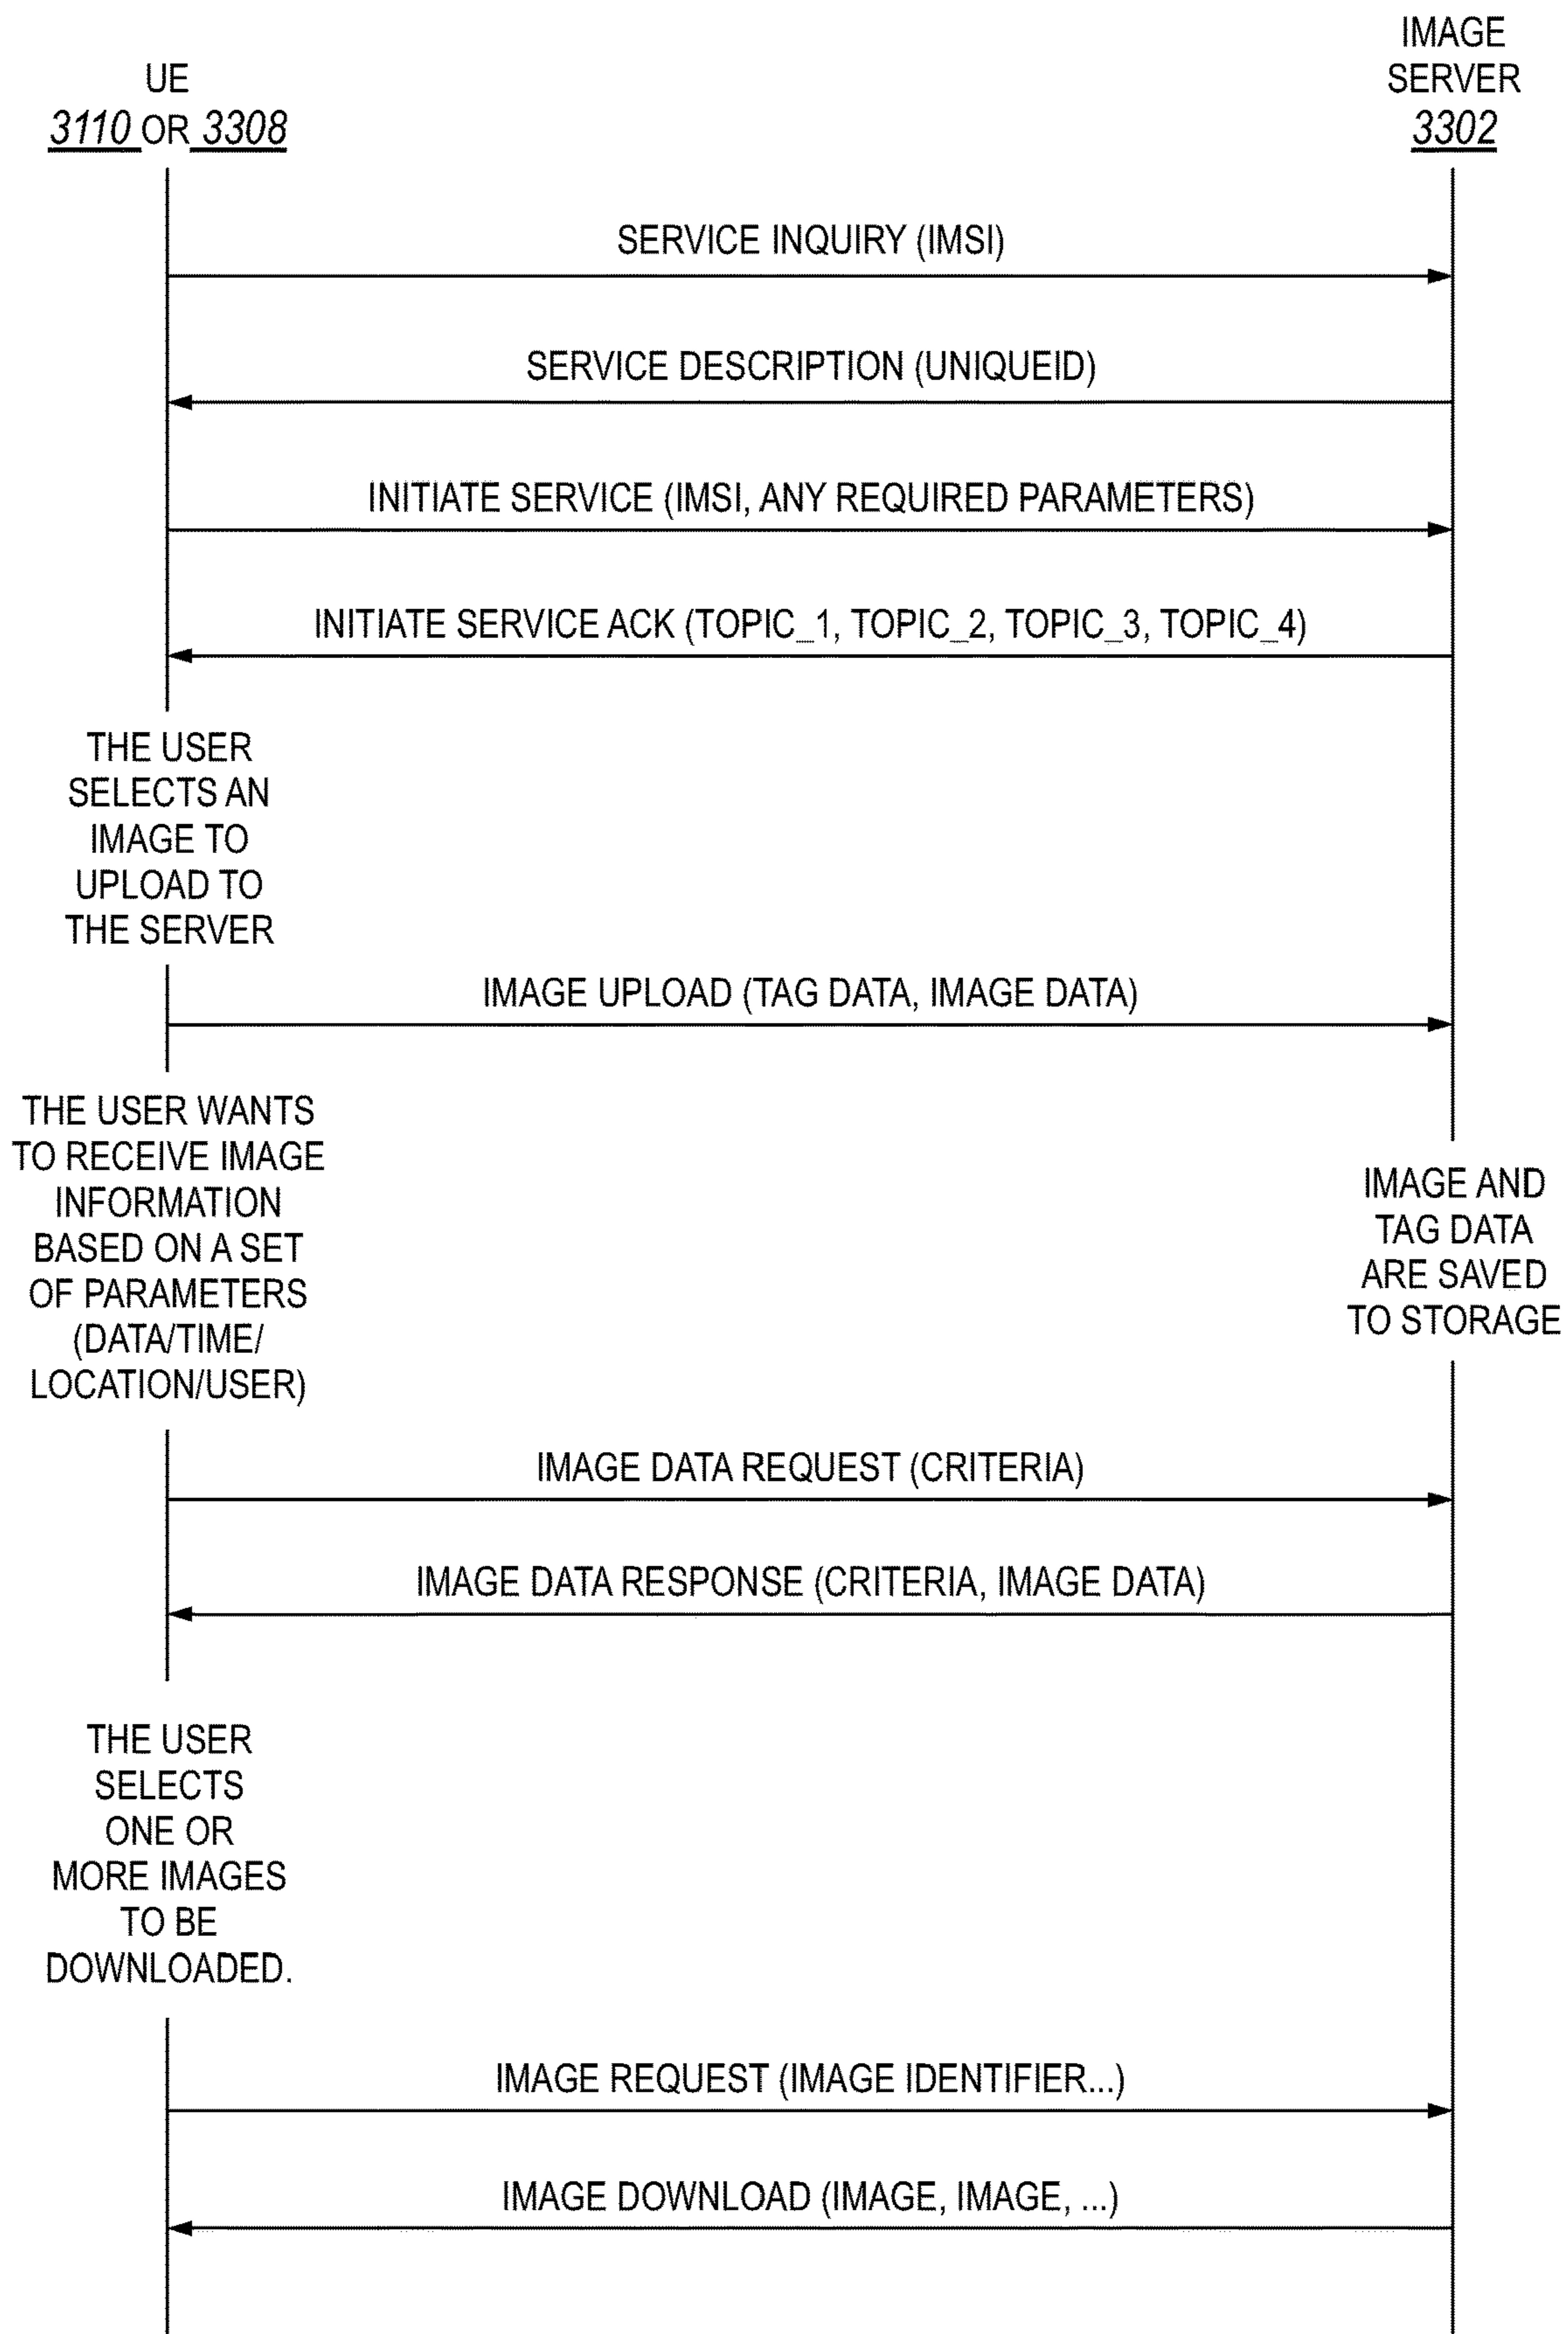 UE
3110 OR 3308
IMAGE
SERVER
3302
SERVICE INQUIRY (IMSI)
SERVICE DESCRIPTION (UNIQUEID)
INITIATE SERVICE (IMSI, ANY REQUIRED PARAMETERS)
INITIATE SERVICE ACK (TOPIC_1, TOPIC_2, TOPIC_3, TOPIC_4)
THE USER
SELECTS AN
IMAGE TO
UPLOAD TO
THE SERVER
IMAGE UPLOAD (TAG DATA, IMAGE DATA)
THE USER WANTS
TO RECEIVE IMAGE
INFORMATION
BASED ON A SET
OF PARAMETERS
(DATA/TIME/
LOCATION/USER)
IMAGE AND
TAG DATA
ARE SAVED
TO STORAGE
IMAGE DATA REQUEST (CRITERIA)
IMAGE DATA RESPONSE (CRITERIA, IMAGE DATA)
THE USER
SELECTS
ONE OR
MORE IMAGES
TO BE
DOWNLOADED.
IMAGE REQUEST (IMAGE IDENTIFIER...)
IMAGE DOWNLOAD (IMAGE, IMAGE, ...)